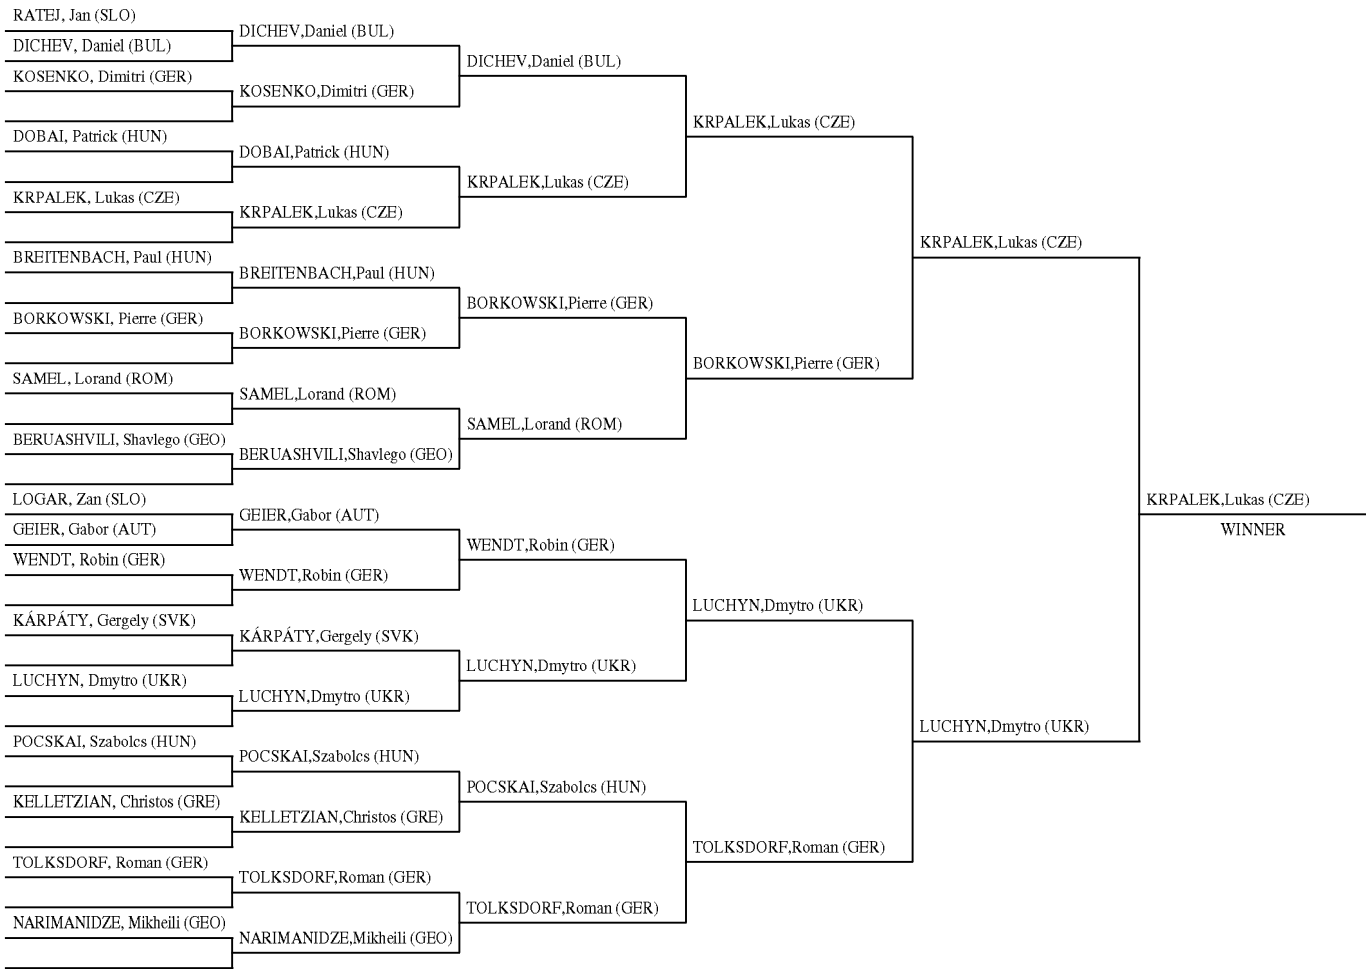 RATEJ, Jan (SLO)
DICHEV, Daniel (BUL)
KOSENKO, Dimitri (GER)
DOBAI, Patrick (HUN)
KRPALEK, Lukas (CZE)
BREITENBACH, Paul (HUN)
BORKOWSKI, Pierre (GER)
SAMEL, Lorand (ROM)
BERUASHVILI, Shavlego (GEO)
LOGAR, Zan (SLO)
GEIER, Gabor (AUT)
WENDT, Robin (GER)
KÁRPÁTY, Gergely (SVK)
LUCHYN, Dmytro (UKR)
POCSKAI, Szabolcs (HUN)
KELLETZIAN, Christos (GRE)
TOLKSDORF, Roman (GER)
NARIMANIDZE, Mikheili (GEO)
DICHEV,Daniel (BUL)
KOSENKO,Dimitri (GER)
DOBAI,Patrick (HUN)
KRPALEK,Lukas (CZE)
BREITENBACH,Paul (HUN)
BORKOWSKI,Pierre (GER)
SAMEL,Lorand (ROM)
BERUASHVILI,Shavlego (GEO)
GEIER,Gabor (AUT)
WENDT,Robin (GER)
KÁRPÁTY,Gergely (SVK)
LUCHYN,Dmytro (UKR)
POCSKAI,Szabolcs (HUN)
KELLETZIAN,Christos (GRE)
TOLKSDORF,Roman (GER)
NARIMANIDZE,Mikheili (GEO)
DICHEV,Daniel (BUL)
KRPALEK,Lukas (CZE)
BORKOWSKI,Pierre (GER)
SAMEL,Lorand (ROM)
WENDT,Robin (GER)
LUCHYN,Dmytro (UKR)
POCSKAI,Szabolcs (HUN)
TOLKSDORF,Roman (GER)
KRPALEK,Lukas (CZE)
BORKOWSKI,Pierre (GER)
LUCHYN,Dmytro (UKR)
TOLKSDORF,Roman (GER)
KRPALEK,Lukas (CZE)
LUCHYN,Dmytro (UKR)
KRPALEK,Lukas (CZE)
WINNER